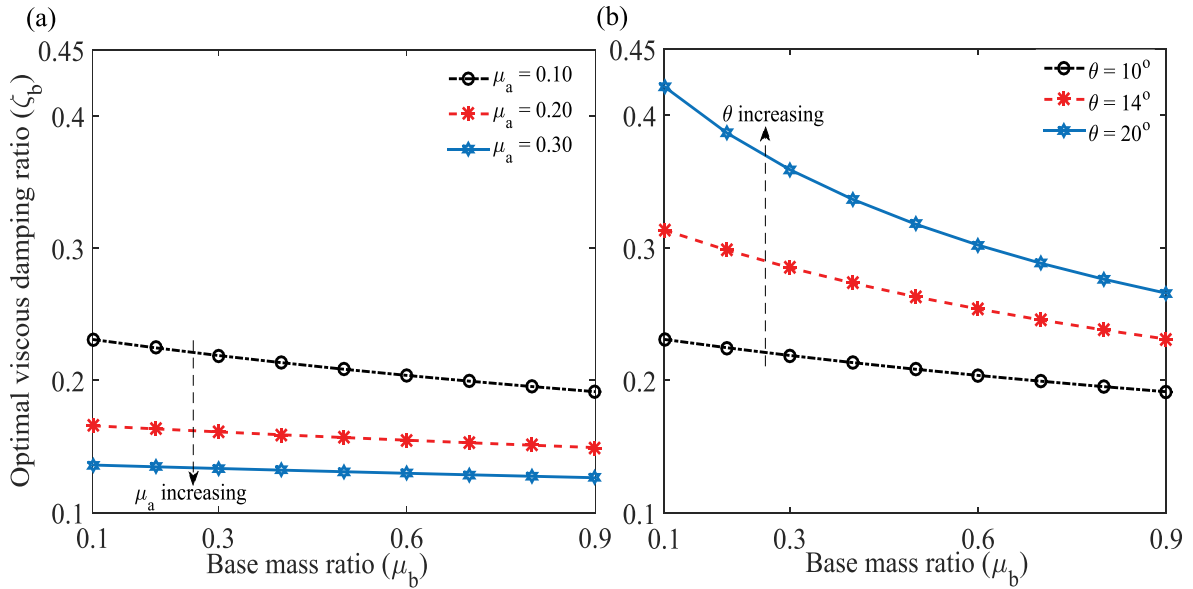 (a)
Optimal viscous damping ratio (ζb)
0.45
0.4
0.3
0.2
0.1
μa = 0.10
μa = 0.20
μa = 0.30
μa increasing
0.1 0.3 0.6 0.9
Base mass ratio (μb)
(b)
0.45
0.4
0.3
0.2
0.1
θ = 10o
θ = 14o
θ = 20o
θ increasing
0.1 0.3 0.6 0.9
Base mass ratio (μb)